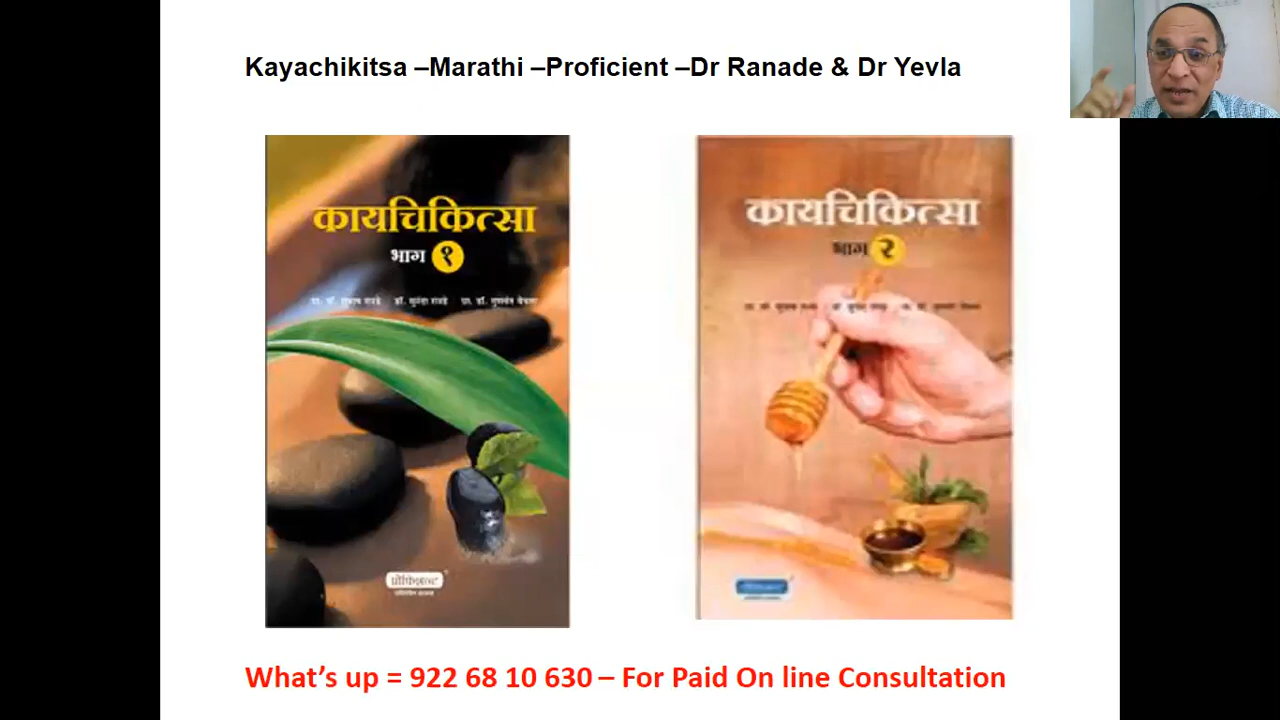 Kayachikitsa –Marathi –Proficient –Dr Ranade & Dr Yevla
कायचिकित्सा
भाग १
कायचिकित्सा
भाग २
What's up = 922 68 10 630 – For Paid On line Consultation